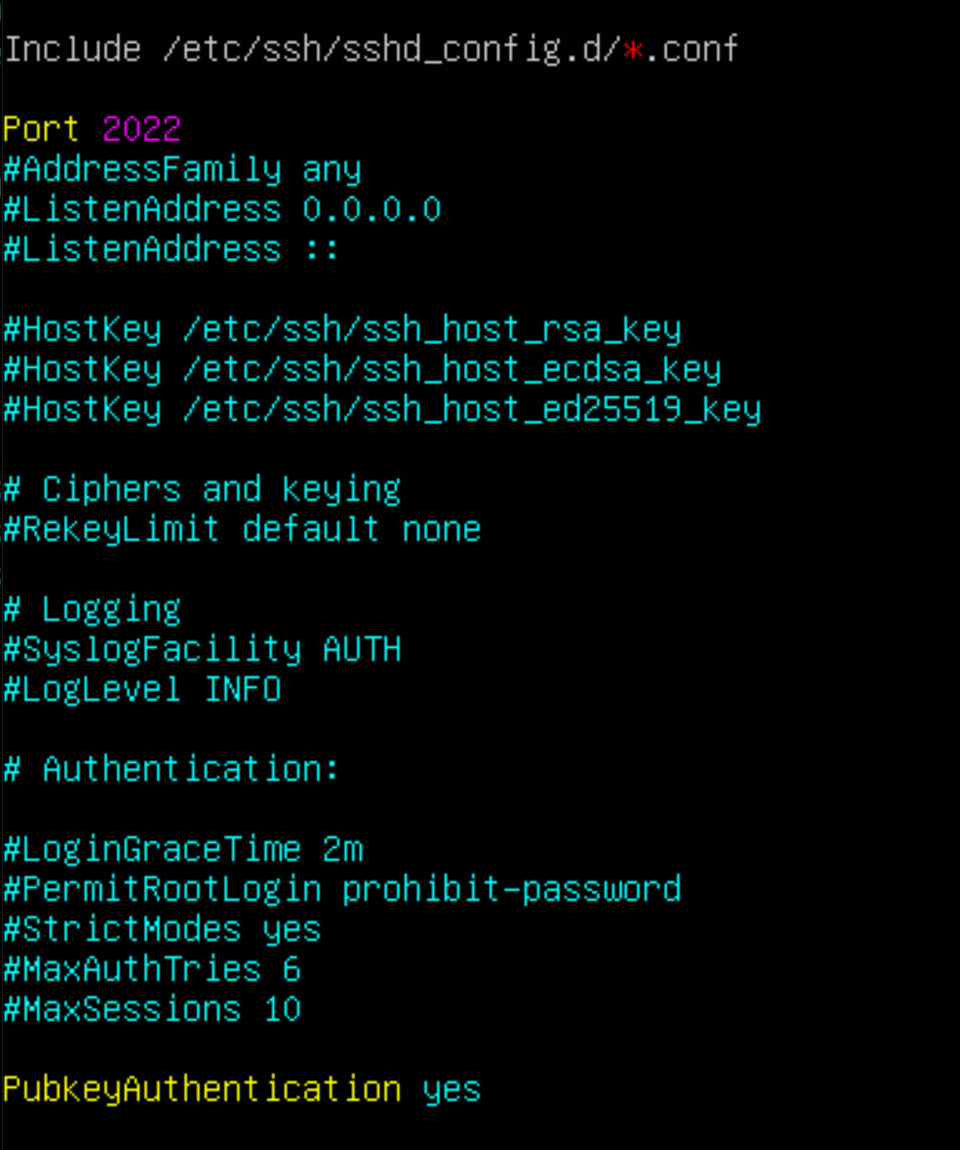 Include /etc/ssh/sshd_config.d/*.conf
Port 2022
#AddressFamily any
#ListenAddress 0.0.0.0
#ListenAddress ::
#HostKey /etc/ssh/ssh_host_rsa_key
#HostKey /etc/ssh/ssh_host_ecdsa_key
#HostKey /etc/ssh/ssh_host_ed25519_key
# Ciphers and keying
#RekeyLimit default none
# Logging
#SyslogFacility AUTH
#LogLevel INFO
# Authentication:
#LoginGraceTime 2m
#PermitRootLogin prohibit-password
#StrictModes yes
#MaxAuthTries 6
#MaxSessions 10
PubkeyAuthentication yes